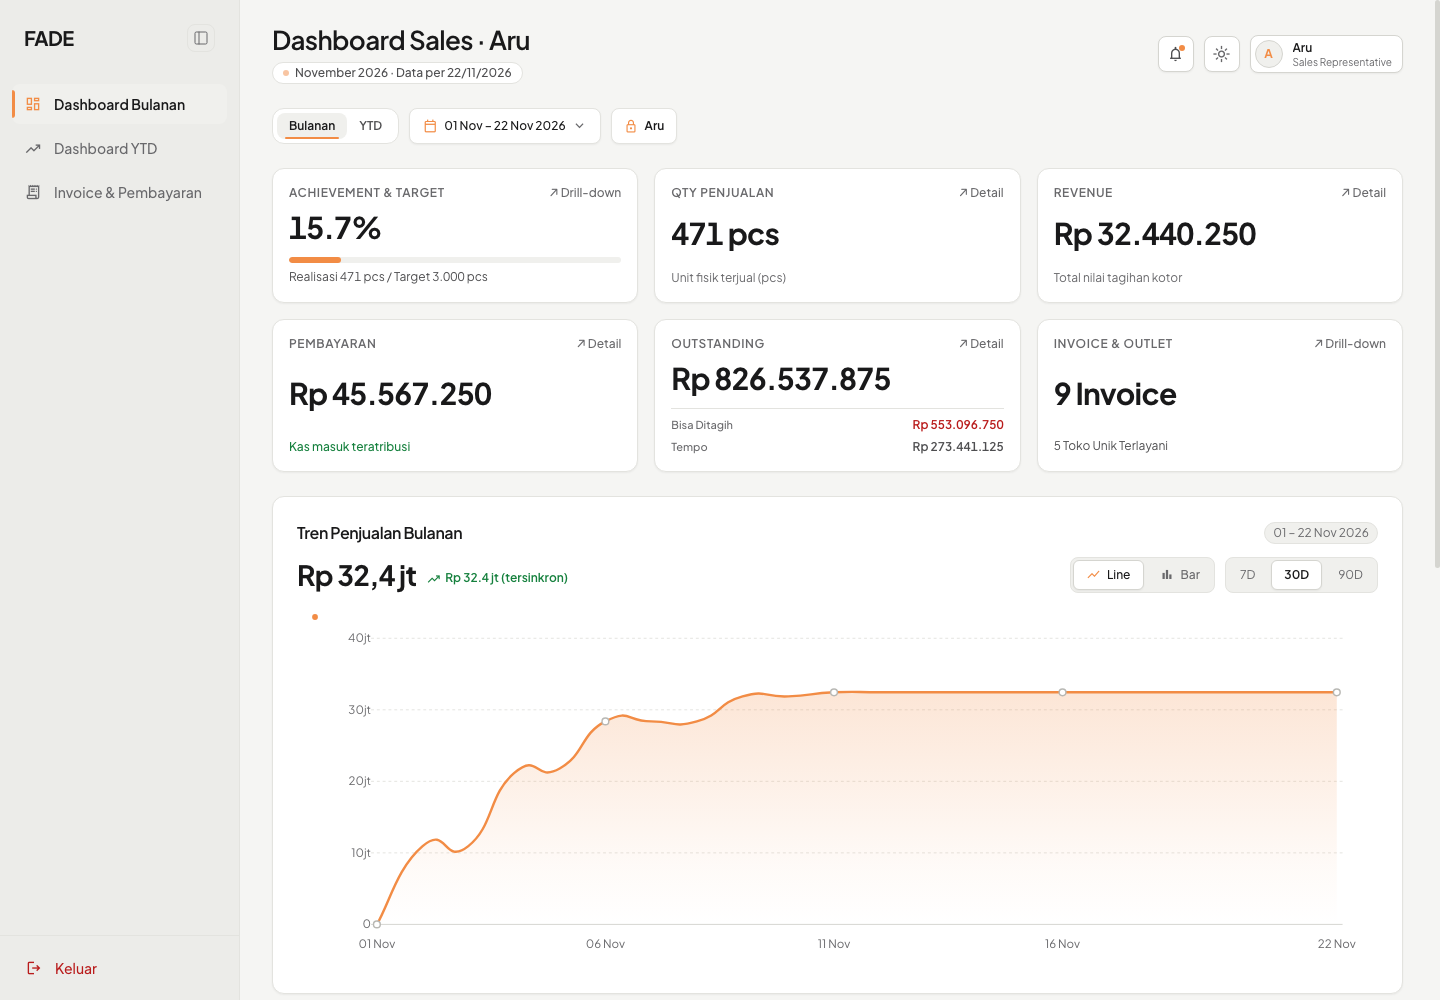 FADE
Dashboard Bulanan
Dashboard YTD
Invoice & Pembayaran
Keluar
Dashboard Sales · Aru
November 2026 · Data per 22/11/2026
A
Aru
Sales Representative
Bulanan
YTD
01 Nov – 22 Nov 2026
Aru
ACHIEVEMENT & TARGET
Drill-down
15.7%
Realisasi 471 pcs / Target 3.000 pcs
QTY PENJUALAN
Detail
471 pcs
Unit fisik terjual (pcs)
REVENUE
Detail
Rp 32.440.250
Total nilai tagihan kotor
PEMBAYARAN
Detail
Rp 45.567.250
Kas masuk teratribusi
OUTSTANDING
Detail
Rp 826.537.875
Bisa Ditagih
Rp 553.096.750
Tempo
Rp 273.441.125
INVOICE & OUTLET
Drill-down
9 Invoice
5 Toko Unik Terlayani
Tren Penjualan Bulanan
01 – 22 Nov 2026
Rp 32,4 jt
Rp 32.4 jt (tersinkron)
Line
Bar
7D
30D
90D
40jt
30jt
20jt
10jt
0
01 Nov
06 Nov
11 Nov
16 Nov
22 Nov